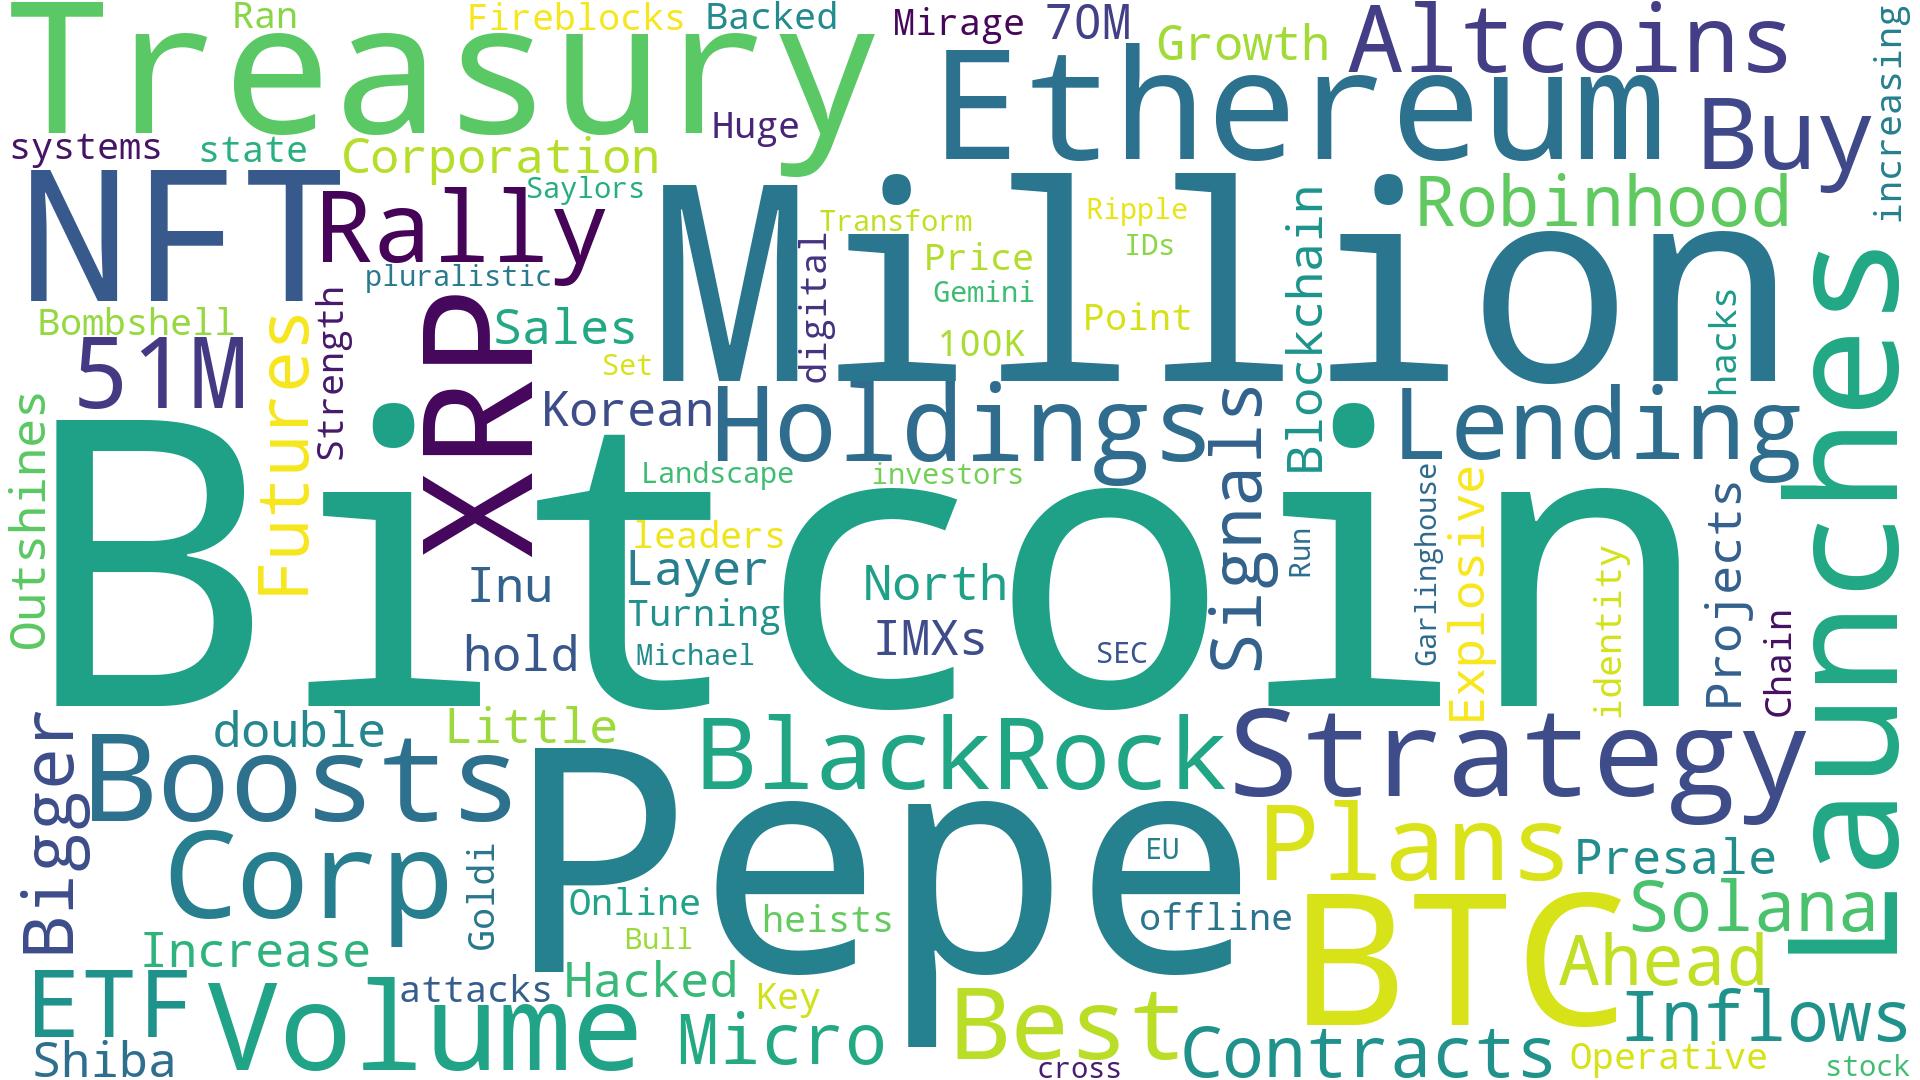 Treasury
Ran
Fireblocks
Backed
Mirage
70M
Growth
Altcoins
increasing
Ethereum
Buy
Huge
systems
state
Corporation
NFT
Rally
Saylors
Million
Robinhood
Transform
Ripple
IDs
pluralistic
digital
Price
Gemini
Blockchain
Launches
Bombshell
Futures
Strength
XRP
Sales
Point
100K
hacks
51M
Set
Korean
Holdings
Signals
Lending
Outshines
Bitcoin
Landscape
investors
Garlinghouse
Explosive
Projects
leaders
Run
identity
Inu
Layer
North
Turning
IMXs
Chain
hold
Michael
SEC
Bigger
double
Little
BlackRock
Strategy
Boosts
Pepe
Plans
Corp
Goldi
EU
Presale
Online
heists
offline
BTC
Solana
Increase
Bull
Ahead
ETF
Volume
attacks
Hacked
Key
Best
Inflows
Shiba
Micro
cross
Contracts
Operative
stock